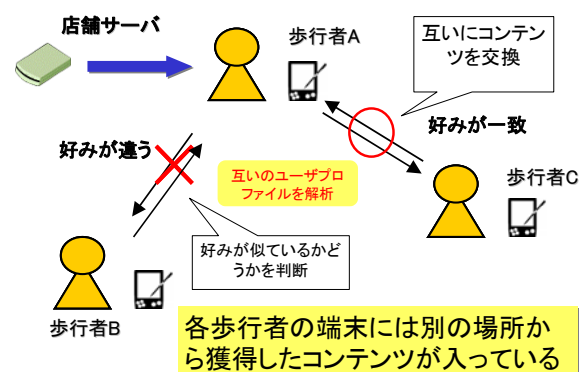 店舗サーバ
歩行者A
互いにコンテン
ツを交換
好みが一致
好みが違う
互いのユーザプロ
ファイルを解析
歩行者C
好みが似ているかど
うかを判断
歩行者B
各歩行者の端末には別の場所か
ら獲得したコンテンツが入っている